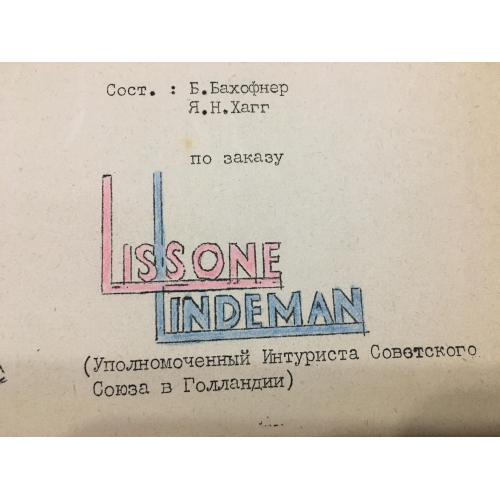 Сост. : Б.Бахофнер
Я.Н.Хагг
по заказу
LISSONE
LINDEMAN
(Уполномоченный Интуриста Советского
Союза в Голландии)